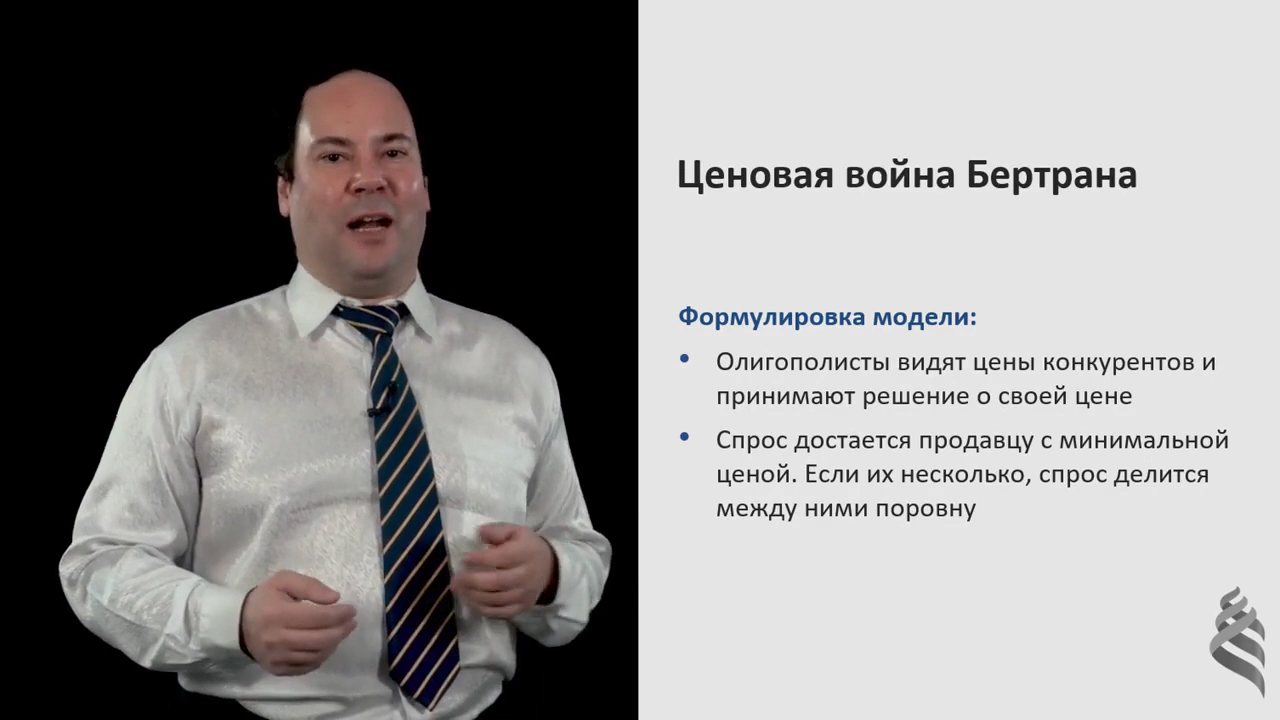 Ценовая война Бертрана
Формулировка модели:
• Олигополисты видят цены конкурентов и
принимают решение о своей цене
• Спрос достается продавцу с минимальной
ценой. Если их несколько, спрос делится
между ними поровну